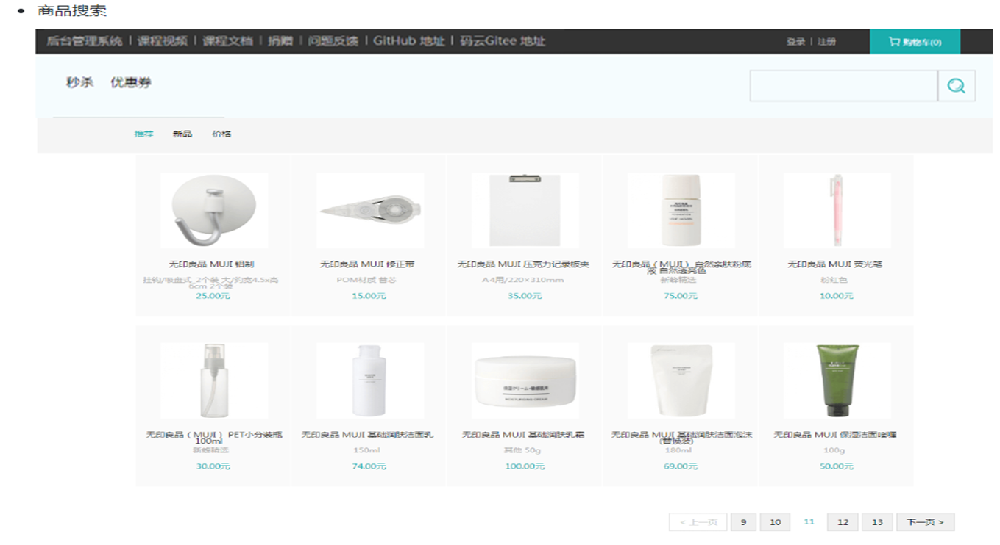 商品搜索
后台管理系统 | 课程视频 | 课程文档 | 捐赠 | 问题反馈 | GitHub 地址 | 码云Gitee 地址
登录 | 注册
购物车(0)
秒杀 优惠券
推荐 新品 价格
无印良品 MUJI 铝制
挂钩/吸盘式 2个装 大/约宽4.5x高
6cm 2个装
25.00元
无印良品 MUJI 修正带
POM材质 替芯
15.00元
无印良品 MUJI 压克力记录板夹
A4用/220×310mm
35.00元
无印良品（MUJI） 自然亲肤粉底
液 自然透亮色
新蜂精选
75.00元
无印良品 MUJI 荧光笔
粉红色
10.00元
无印良品（MUJI） PET小分装瓶
100ml
新蜂精选
30.00元
无印良品 MUJI 基础润肤洁面乳
150ml
74.00元
无印良品 MUJI 基础润肤乳霜
其他 50g
100.00元
无印良品 MUJI 基础润肤洁面泡沫
(替换装)
180ml
69.00元
无印良品 MUJI 保湿洁面啫喱
100g
50.00元
< 上一页 9 10 11 12 13 下一页 >